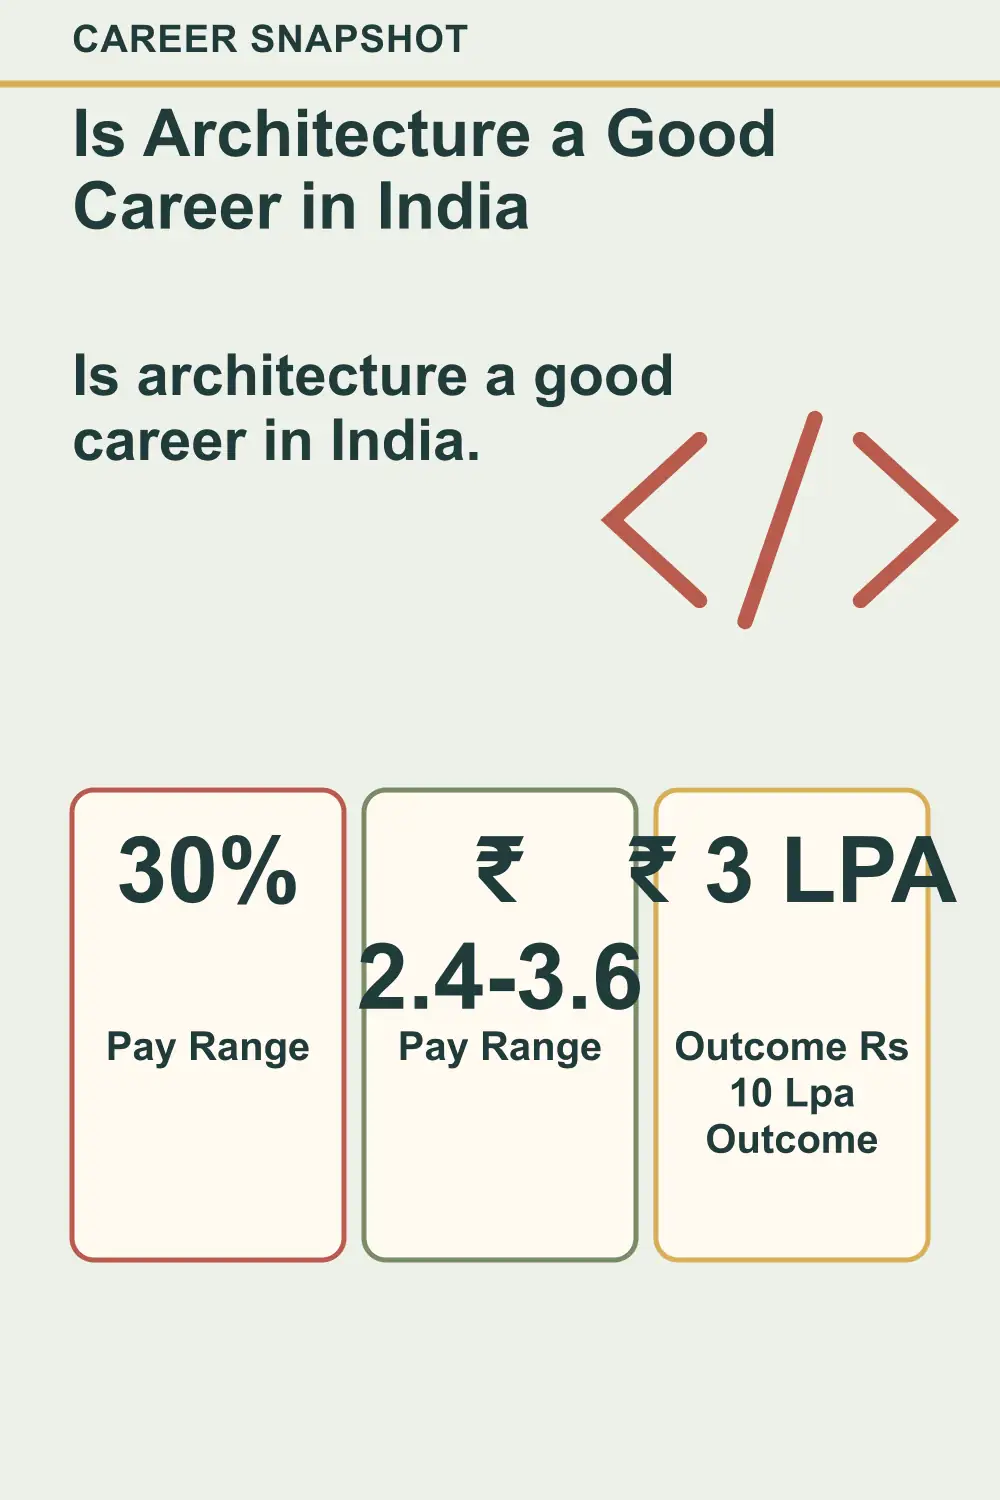 CAREER SNAPSHOT
Is Architecture a Good
Career in India
Is architecture a good
career in India.
30%
Pay Range
₹
2.4-3.6
Pay Range
₹ 3 LPA
Outcome Rs
10 Lpa
Outcome